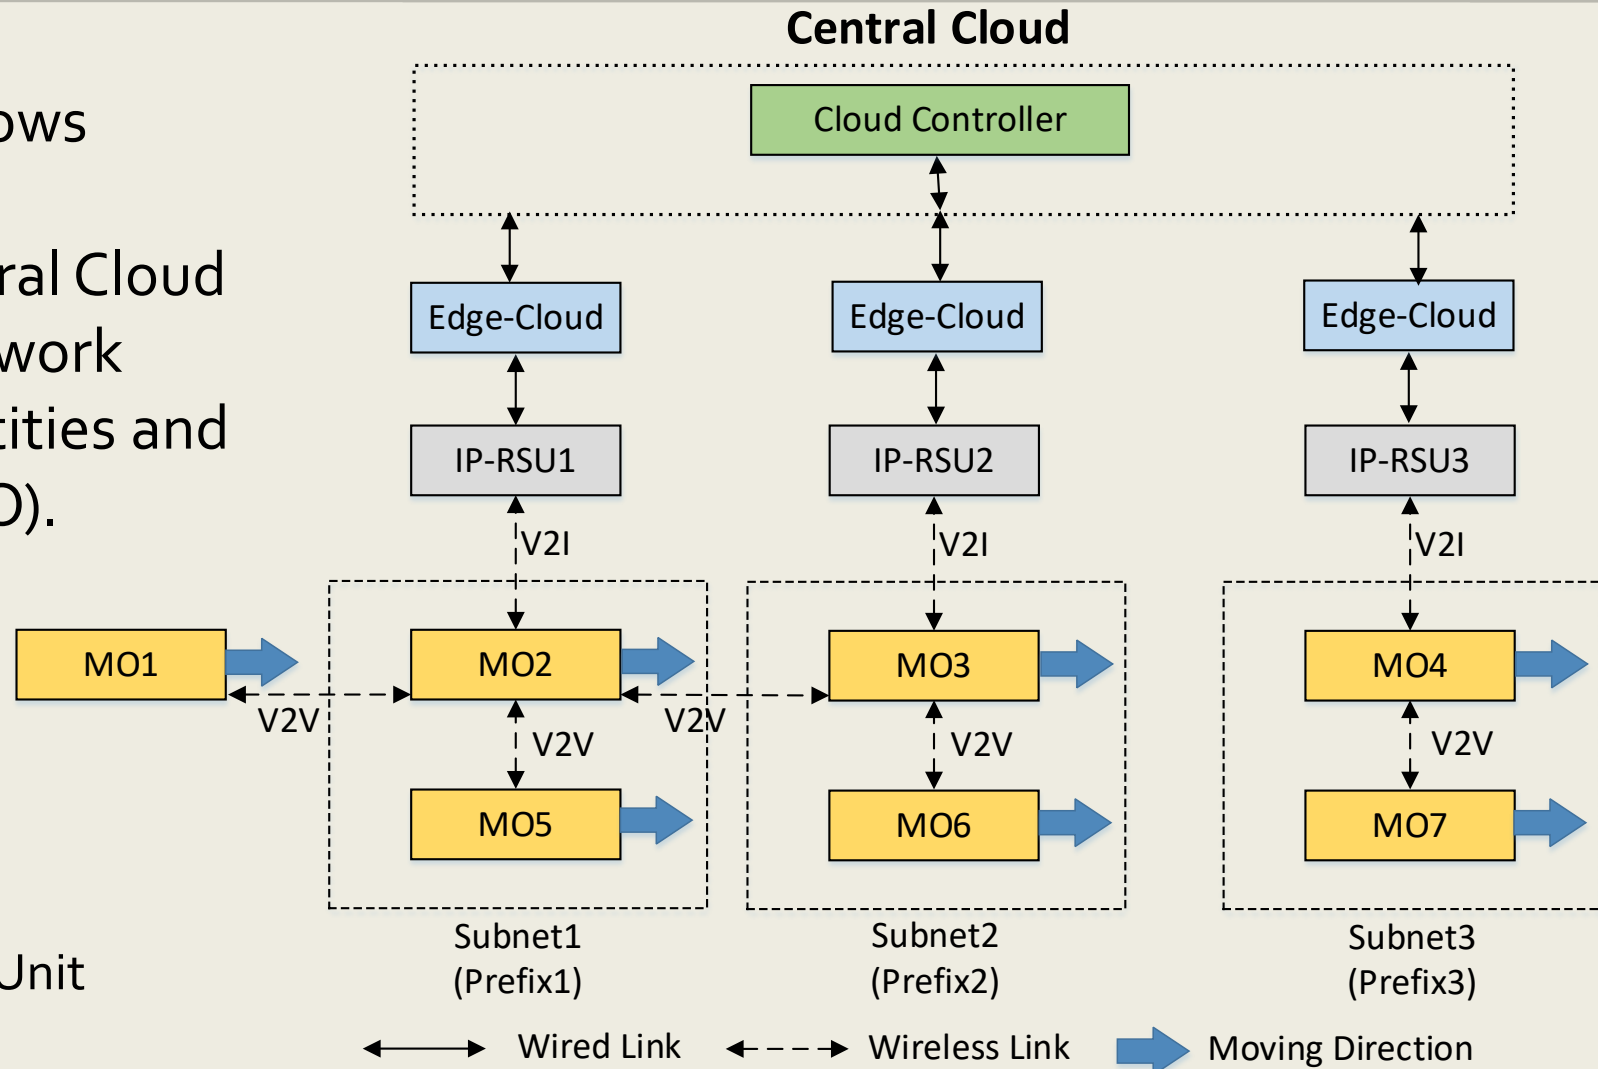 Central Cloud
ows
Cloud Controller
ral Cloud
work
tities and
O).
Edge-Cloud
Edge-Cloud
Edge-Cloud
IP-RSU1
IP-RSU2
IP-RSU3
V2I
V2I
V2I
MO1
MO2
MO3
MO4
V2V
V2V
V2V
V2V
V2V
MO5
MO6
MO7
Subnet1
(Prefix1)
Subnet2
(Prefix2)
Subnet3
(Prefix3)
Unit
Wired Link
Wireless Link
Moving Direction